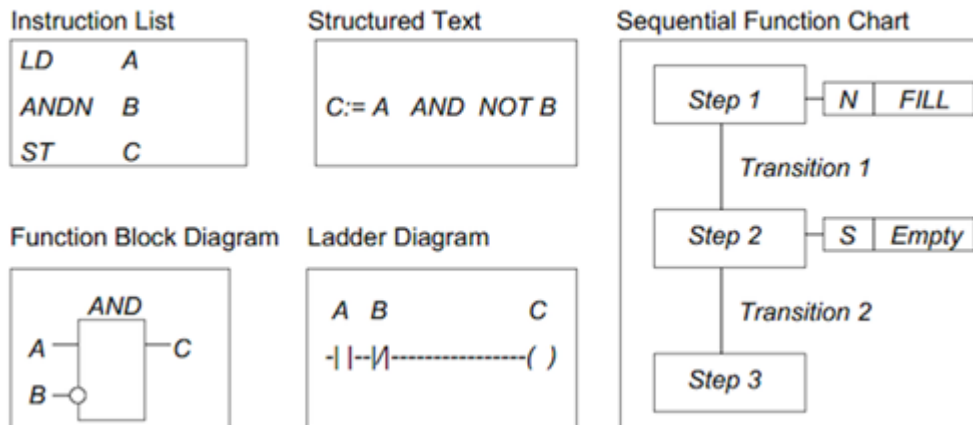 Instruction List
LD A
ANDN B
ST C
Structured Text
C:= A AND NOT B
Sequential Function Chart
Step 1 N FILL
Transition 1
Step 2 S Empty
Transition 2
Step 3
Function Block Diagram
AND
A C
B
Ladder Diagram
A B C
-| |--|/|----------------( )